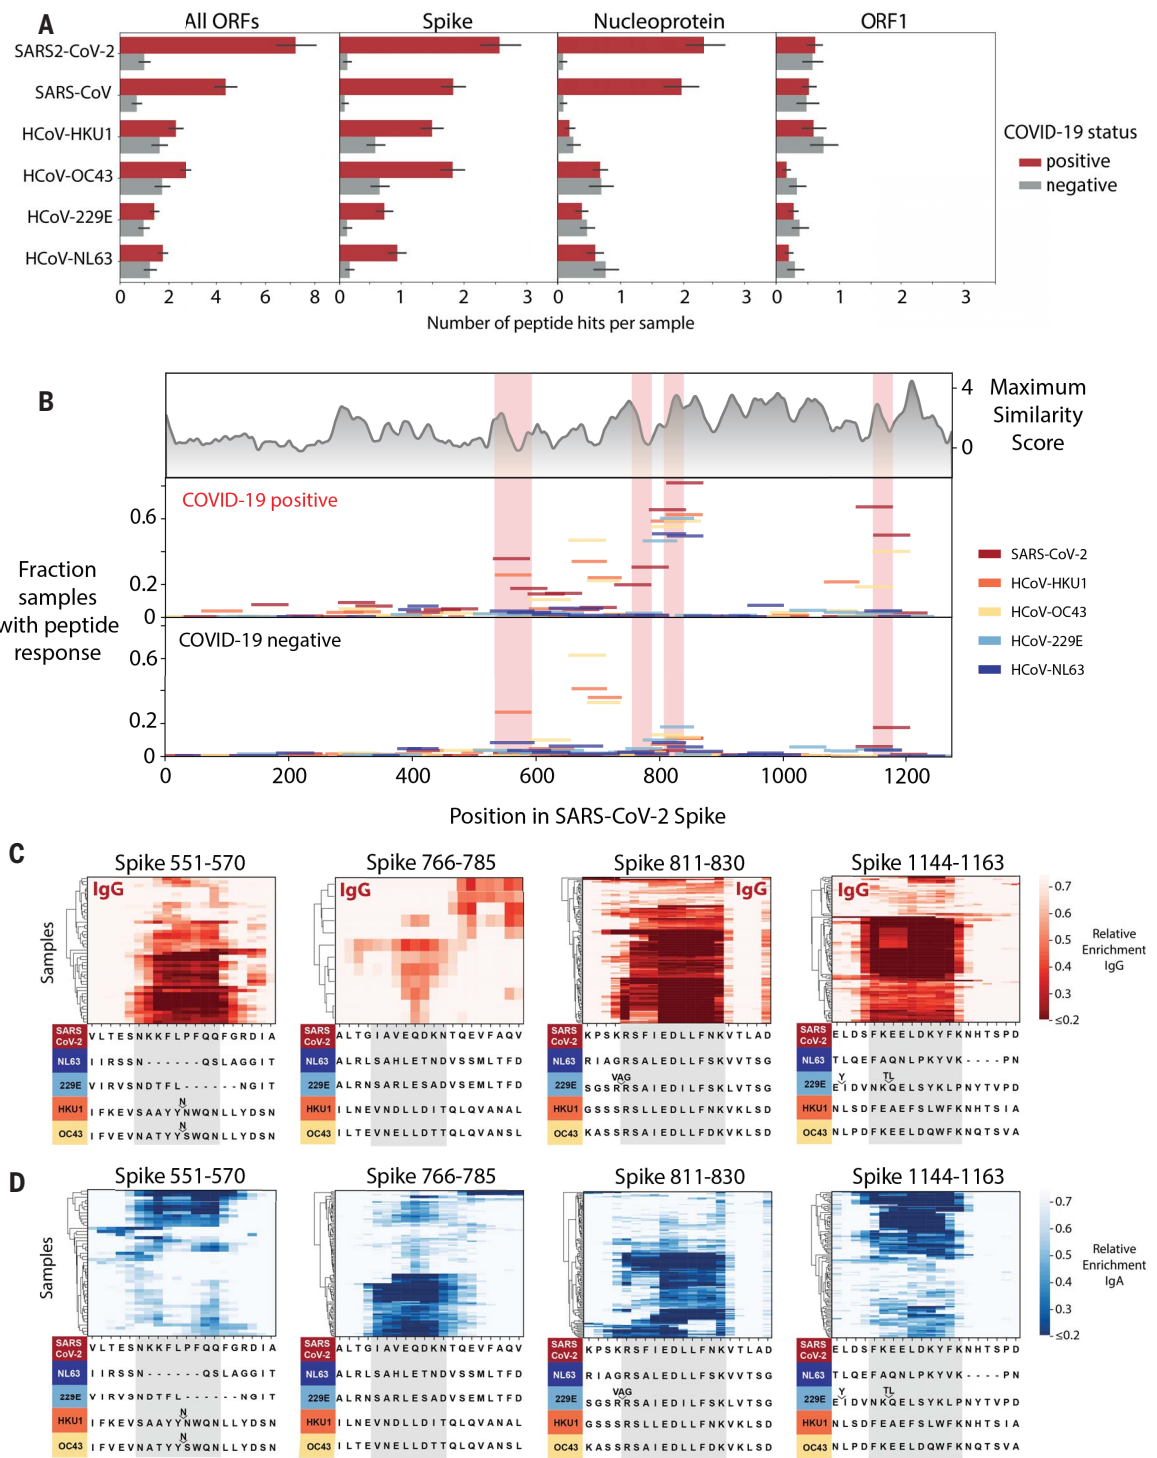 A
All ORFs Spike Nucleoprotein ORF1
SARS2-CoV-2
SARS-CoV
HCoV-HKU1
HCoV-OC43
HCoV-229E
HCoV-NL63
COVID-19 status
positive
negative
0 2 4 6 8 0 1 2 3 0 1 2 3 0 1 2 3
Number of peptide hits per sample
B
4
0
Maximum
Similarity
Score
COVID-19 positive
0.6
0.2
0
COVID-19 negative
0.6
0.2
0
Fraction
samples
with peptide
response
SARS-CoV-2
HCoV-HKU1
HCoV-OC43
HCoV-229E
HCoV-NL63
0 200 400 600 800 1000 1200
Position in SARS-CoV-2 Spike
C
Spike 551-570 Spike 766-785 Spike 811-830 Spike 1144-1163
IgG IgG IgG IgG
Samples
0.7
0.6
0.5
0.4
0.3
≤0.2
Relative
Enrichment
IgG
SARS CoV-2 VLTESNKKFLPFQQFGRDIA
NL63 IIRSSN------QSLAGGIT
229E VIRVSNDTFL------NGIT
N
HKU1 IFKEVSAAYYNWQNLLYDSN
N
OC43 IFVEVNATYYSWQNLLYDSN
SARS CoV-2 ALTGIAVEQDKNTQEVFAQV
NL63 ALRLSAHLETNDVSSMLTFD
229E ALRNSARLESADVSEMLTFD
HKU1 ILNEVNDLLDITQLQVANAL
OC43 ILTEVNELLDTTQLQVANSL
SARS CoV-2 KPSKRSFIEDLLFNKVTLAD
NL63 RIAGRSALEDLLFSKVVTSG
VAG
229E SGSRRSAIEDLLFSKLVTSG
HKU1 GSSSRSLLEDLLFNKVKLSD
OC43 KASSRSAIEDLLFDKVKLSD
SARS CoV-2 ELDSFKEELDKYFKNHTSPD
NL63 TLQEFAQNLPKYVK----PN
Y TL
229E EIDVNKQELSYKLPNYTVPD
HKU1 NLSDFEAEFSLWFKNHTSIA
OC43 NLPDFKEELDQWFKNQTSVA
D
Spike 551-570 Spike 766-785 Spike 811-830 Spike 1144-1163
Samples
0.7
0.6
0.5
0.4
0.3
≤0.2
Relative
Enrichment
IgA
SARS CoV-2 VLTESNKKFLPFQQFGRDIA
NL63 IIRSSN------QSLAGGIT
229E VIRVSNDTFL------NGIT
N
HKU1 IFKEVSAAYYNWQNLLYDSN
N
OC43 IFVEVNATYYSWQNLLYDSN
SARS CoV-2 ALTGIAVEQDKNTQEVFAQV
NL63 ALRLSAHLETNDVSSMLTFD
229E ALRNSARLESADVSEMLTFD
HKU1 ILNEVNDLLDITQLQVANAL
OC43 ILTEVNELLDTTQLQVANSL
SARS CoV-2 KPSKRSFIEDLLFNKVTLAD
NL63 RIAGRSALEDLLFSKVVTSG
VAG
229E SGSRRSAIEDLLFSKLVTSG
HKU1 GSSSRSLLEDLLFNKVKLSD
OC43 KASSRSAIEDLLFDKVKLSD
SARS CoV-2 ELDSFKEELDKYFKNHTSPD
NL63 TLQEFAQNLPKYVK----PN
Y TL
229E EIDVNKQELSYKLPNYTVPD
HKU1 NLSDFEAEFSLWFKNHTSIA
OC43 NLPDFKEELDQWFKNQTSVA